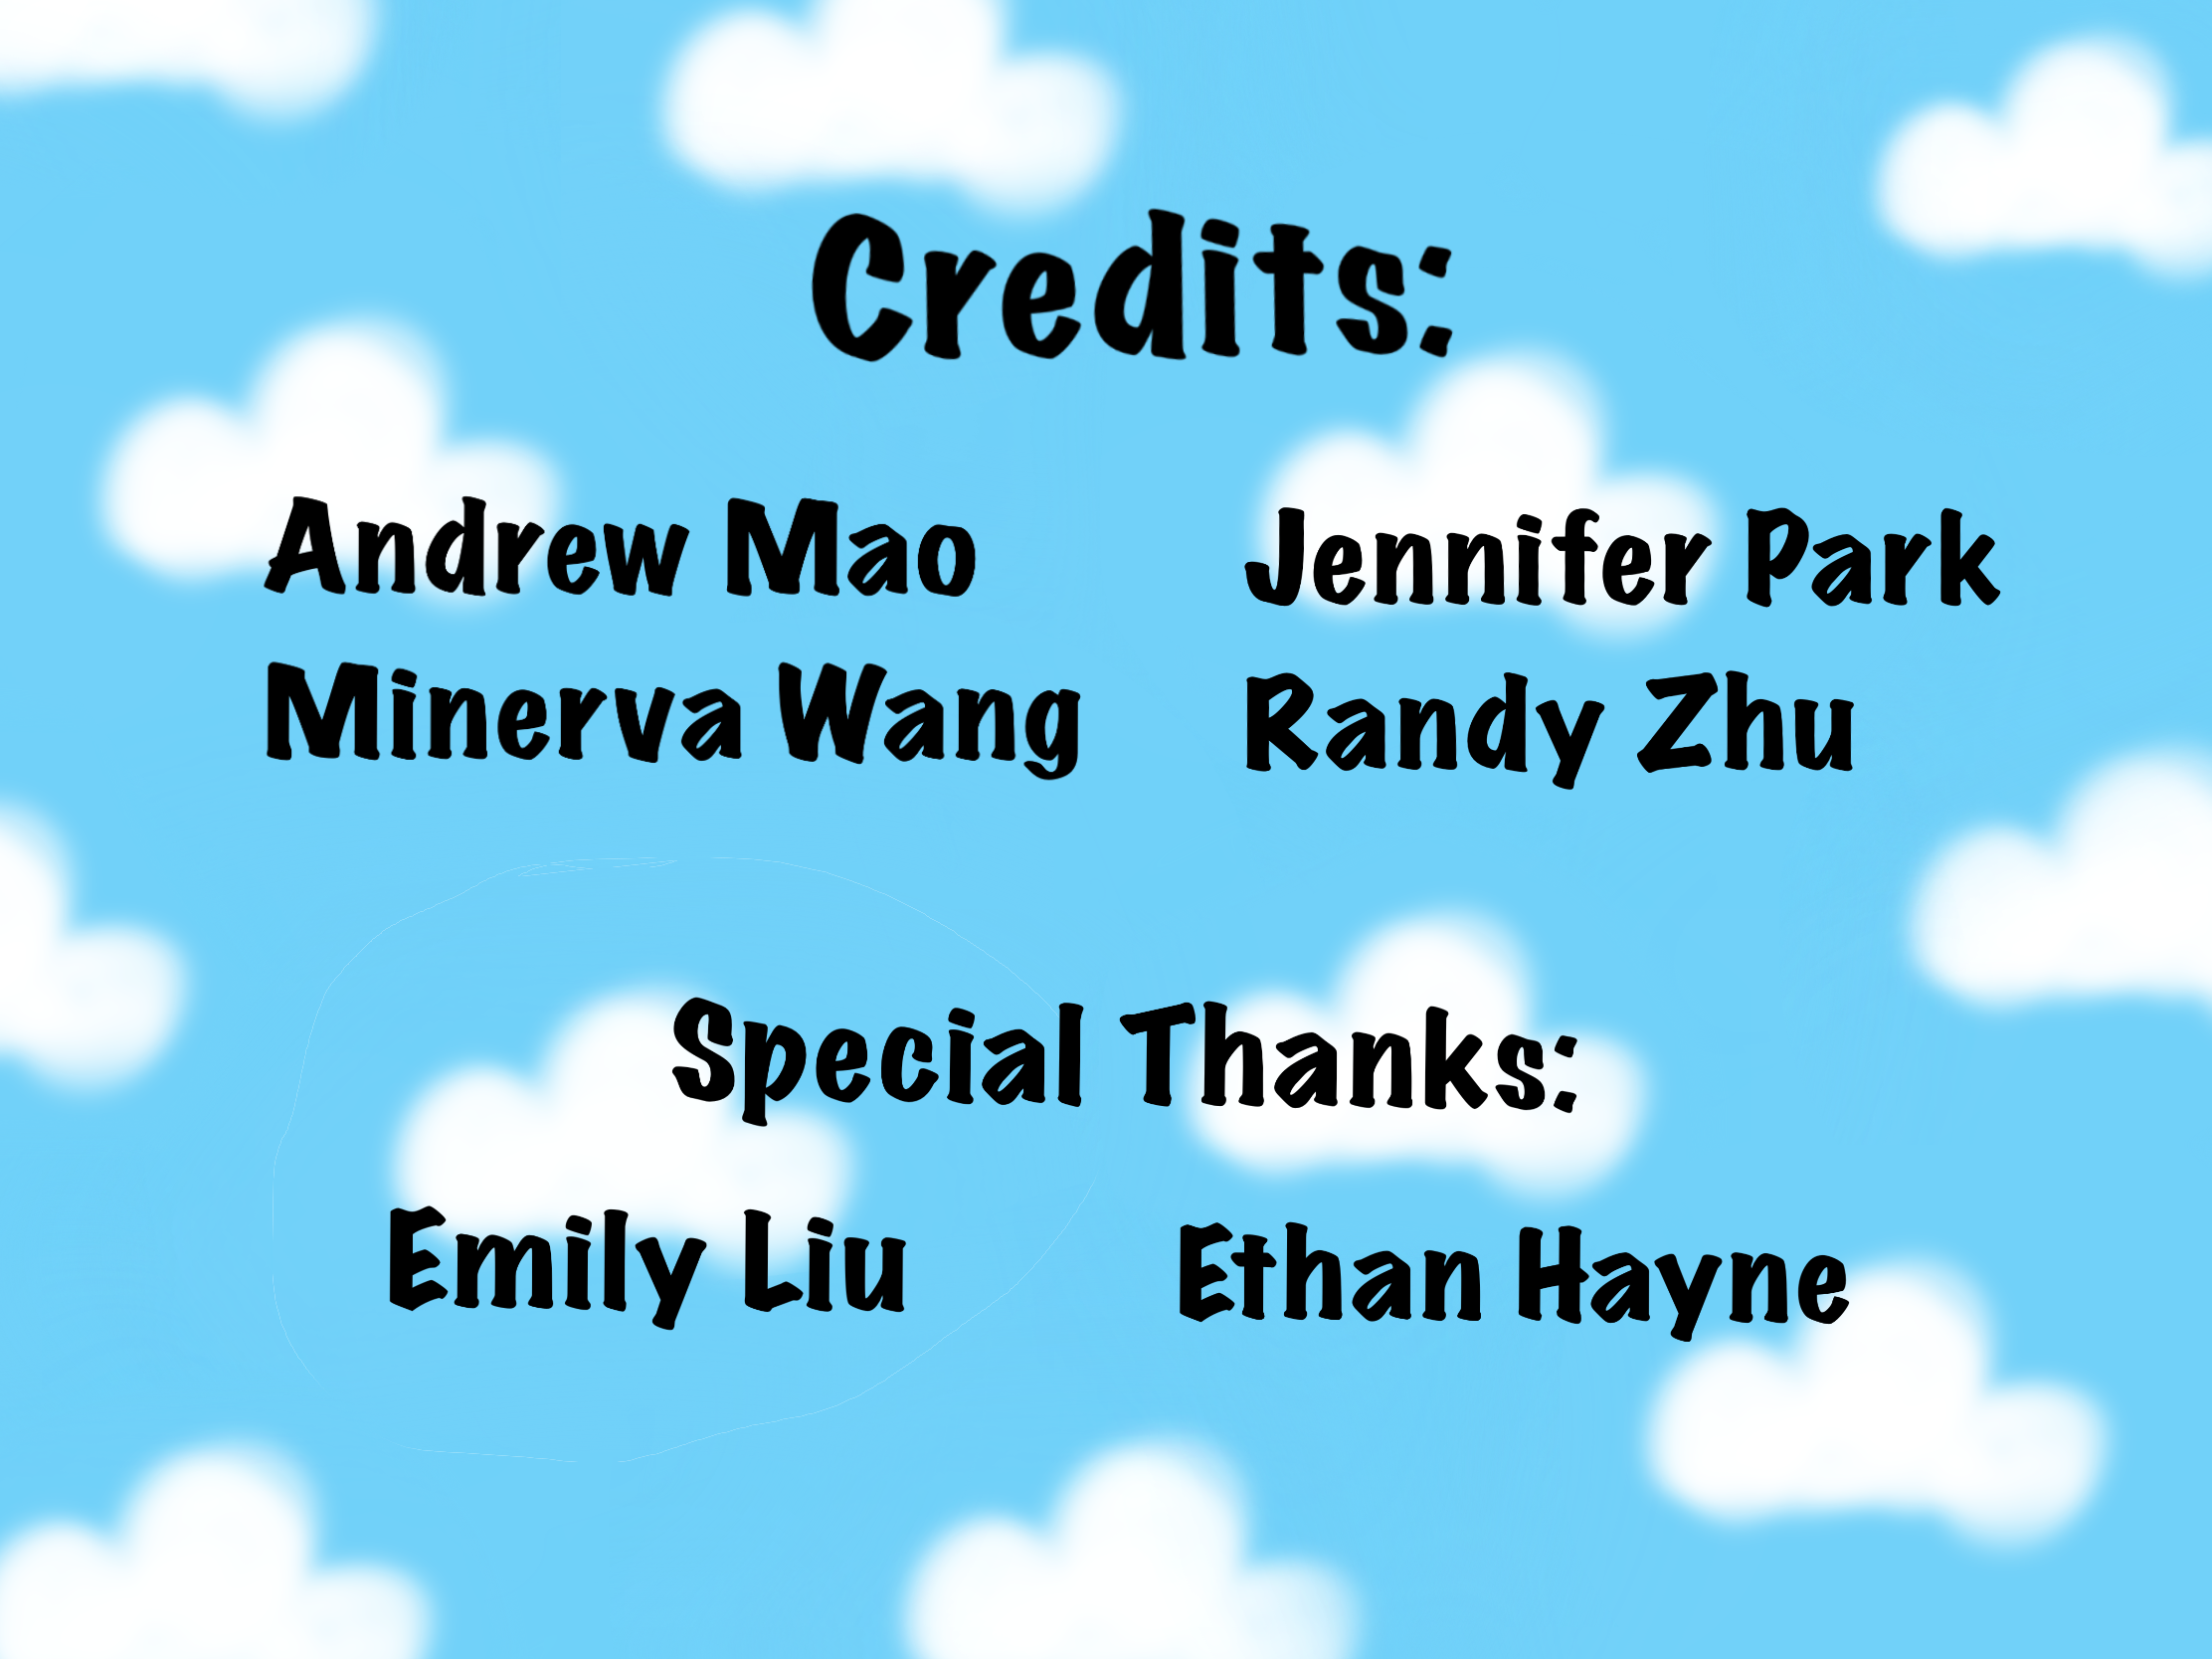 Credits:
Andrew Mao
Jennifer Park
Minerva Wang
Randy Zhu
Special Thanks:
Emily Liu
Ethan Hayne